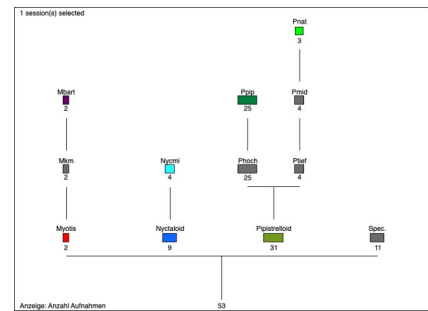 1 session(s) selected
Pnat
3
Mbart
2
Ppip
25
Pmid
4
Mkm
2
Nycmi
4
Phoch
25
Ptief
4
Myotis
2
Nyctaloid
9
Pipistrelloid
31
Spec.
11
Anzeige: Anzahl Aufnahmen
53